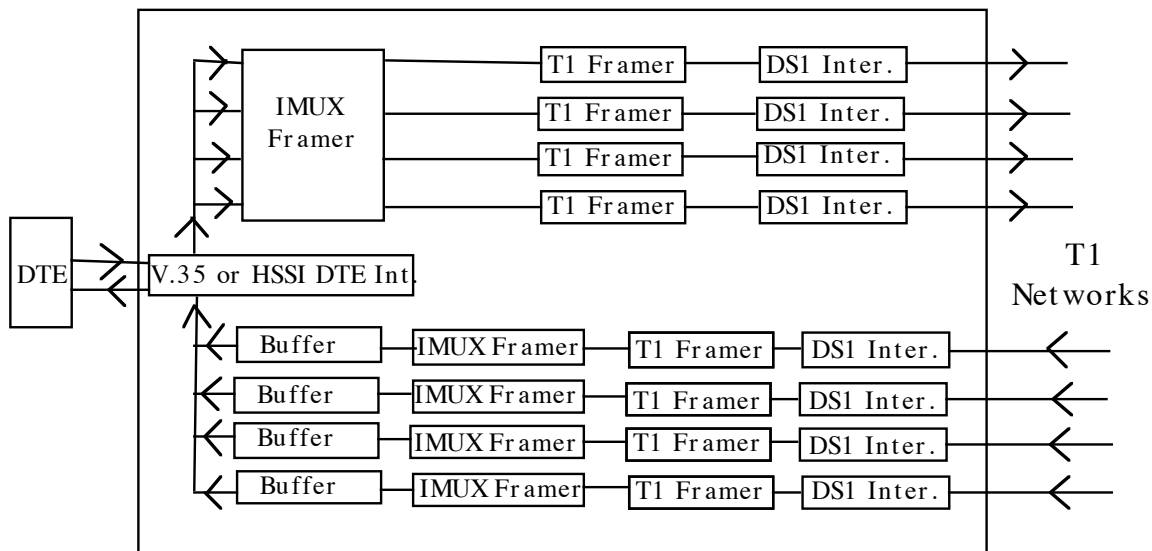 T1 Framer DS1 Inter.
IMUX
Framer
T1 Framer DS1 Inter.
T1 Framer DS1 Inter.
T1 Framer DS1 Inter.
DTE
V.35 or HSSI DTE Int.
T1
Networks
Buffer IMUX Framer T1 Framer DS1 Inter.
Buffer IMUX Framer T1 Framer DS1 Inter.
Buffer IMUX Framer T1 Framer DS1 Inter.
Buffer IMUX Framer T1 Framer DS1 Inter.